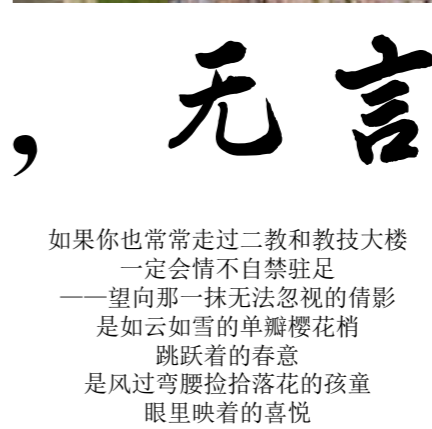 ，无言
如果你也常常走过二教和教技大楼
一定会情不自禁驻足
——望向那一抹无法忽视的倩影
是如云如雪的单瓣樱花梢
跳跃着的春意
是风过弯腰捡拾落花的孩童
眼里映着的喜悦